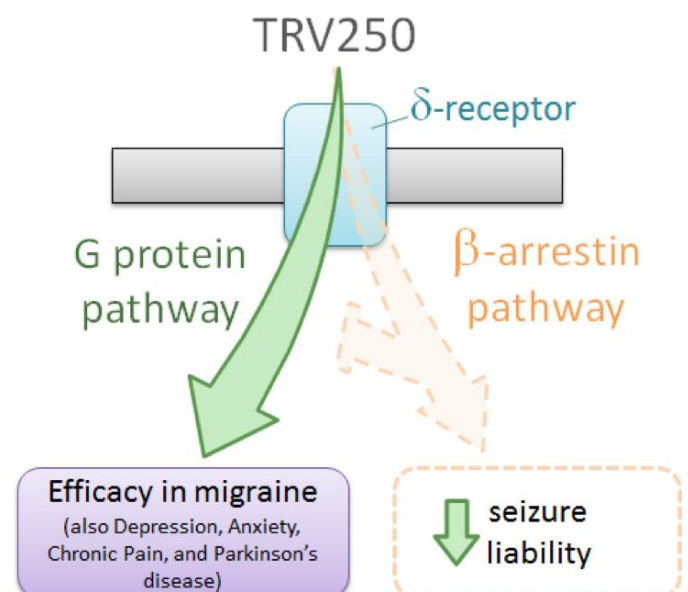 TRV250
δ-receptor
G protein
pathway
β-arrestin
pathway
Efficacy in migraine
(also Depression, Anxiety,
Chronic Pain, and Parkinson's
disease)
seizure
liability